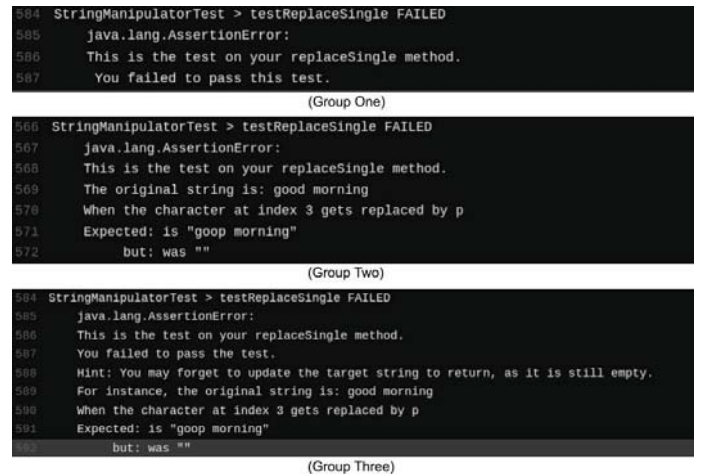 584 StringManipulatorTest > testReplaceSingle FAILED
585 java.lang.AssertionError:
586 This is the test on your replaceSingle method.
587 You failed to pass this test.
(Group One)
566 StringManipulatorTest > testReplaceSingle FAILED
567 java.lang.AssertionError:
568 This is the test on your replaceSingle method.
569 The original string is: good morning
570 When the character at index 3 gets replaced by p
571 Expected: is "goop morning"
572 but: was ""
(Group Two)
584 StringManipulatorTest > testReplaceSingle FAILED
585 java.lang.AssertionError:
586 This is the test on your replaceSingle method.
587 You failed to pass the test.
588 Hint: You may forget to update the target string to return, as it is still empty.
589 For instance, the original string is: good morning
590 When the character at index 3 gets replaced by p
591 Expected: is "goop morning"
592 but: was ""
(Group Three)